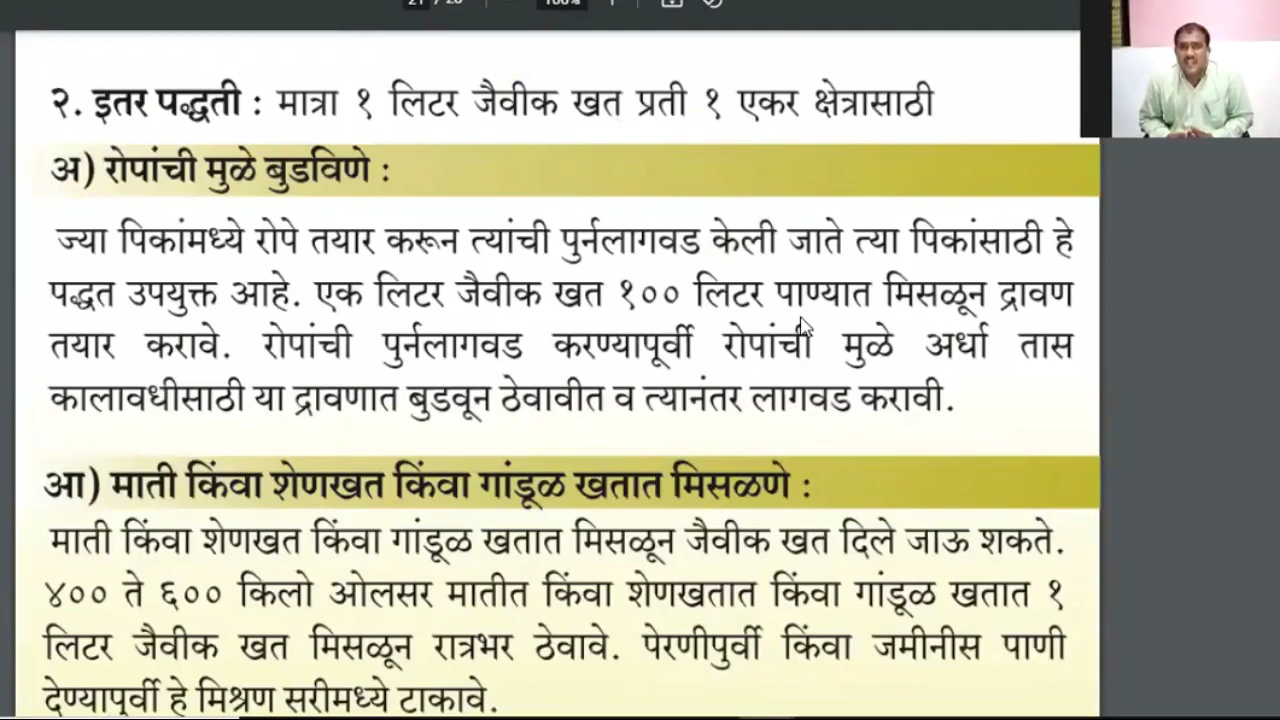 २. इतर पद्धती : मात्रा १ लिटर जैवीक खत प्रती १ एकर क्षेत्रासाठी
अ) रोपांची मुळे बुडविणे :
ज्या पिकांमध्ये रोपे तयार करून त्यांची पुर्नलागवड केली जाते त्या पिकांसाठी हे
पद्धत उपयुक्त आहे. एक लिटर जैवीक खत १०० लिटर पाण्यात मिसळून द्रावण
तयार करावे. रोपांची पुर्नलागवड करण्यापूर्वी रोपांची मुळे अर्धा तास
कालावधीसाठी या द्रावणात बुडवून ठेवावीत व त्यानंतर लागवड करावी.
आ) माती किंवा शेणखत किंवा गांडूळ खतात मिसळणे :
माती किंवा शेणखत किंवा गांडूळ खतात मिसळून जैवीक खत दिले जाऊ शकते.
४०० ते ६०० किलो ओलसर मातीत किंवा शेणखतात किंवा गांडूळ खतात १
लिटर जैवीक खत मिसळून रात्रभर ठेवावे. पेरणीपुर्वी किंवा जमीनीस पाणी
देण्यापूर्वी हे मिश्रण सरीमध्ये टाकावे.